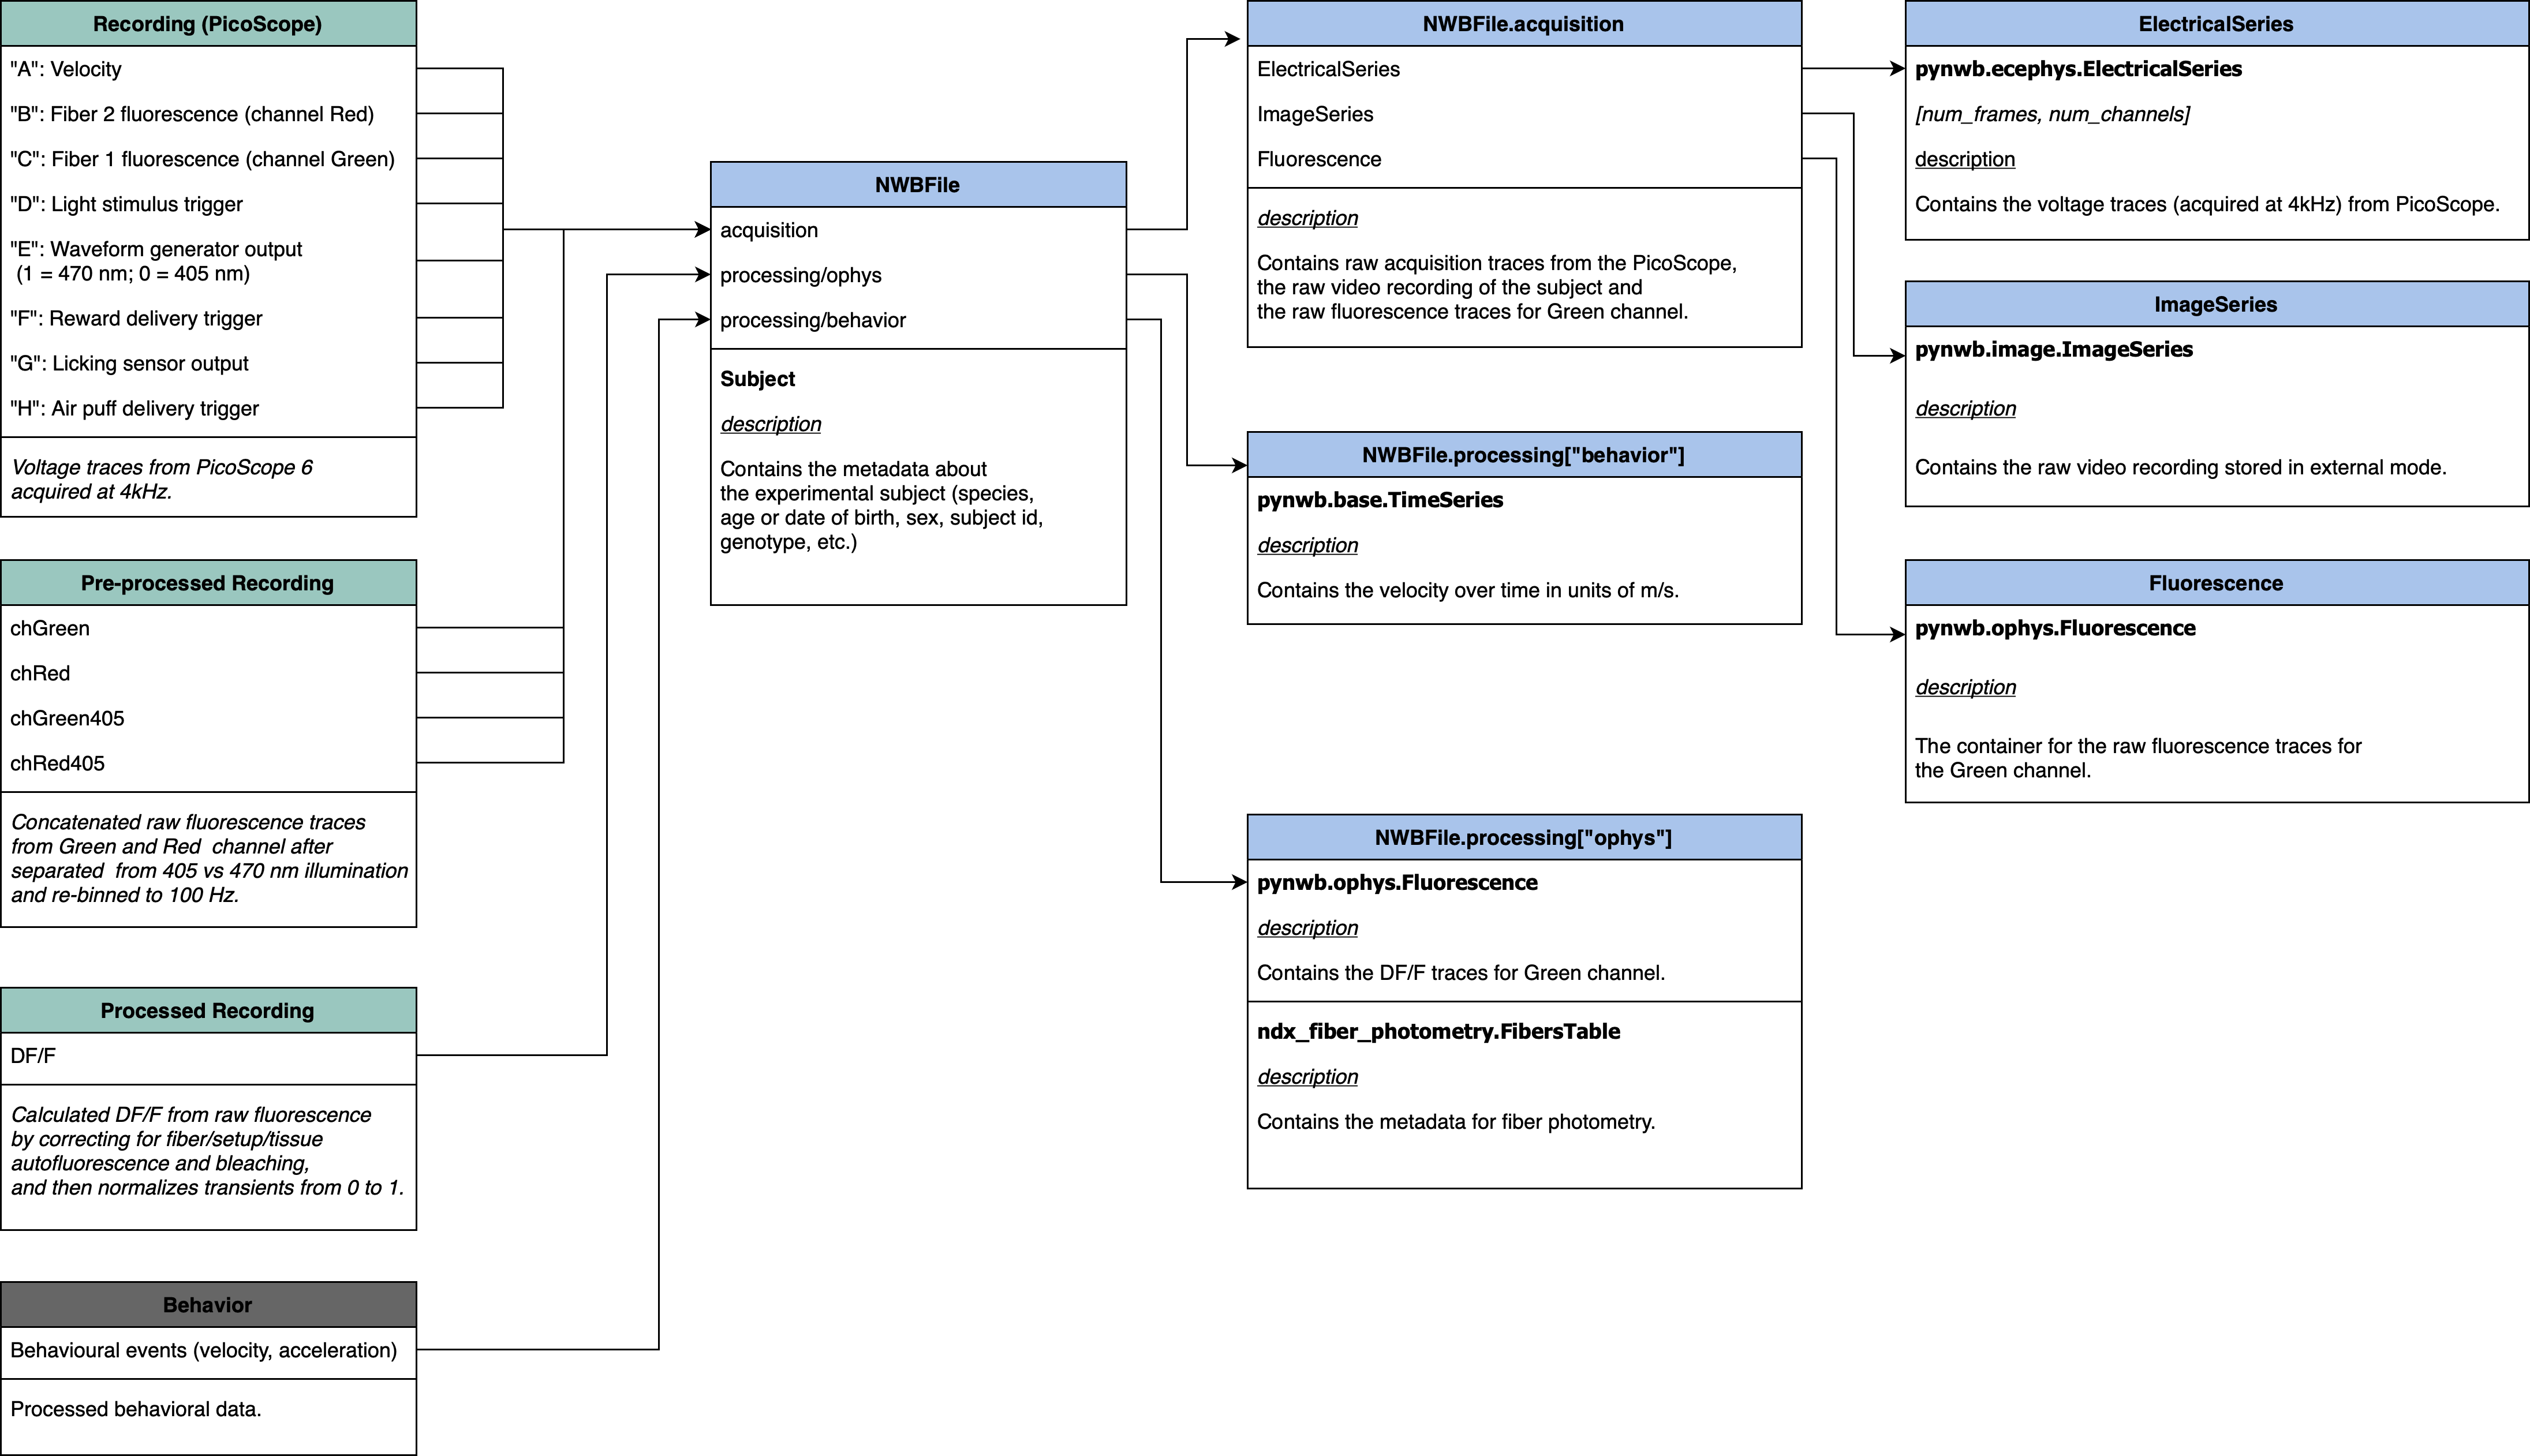 Recording (PicoScope)
"A": Velocity
"B": Fiber 2 fluorescence (channel Red)
"C": Fiber 1 fluorescence (channel Green)
"D": Light stimulus trigger
"E": Waveform generator output
(1 = 470 nm; 0 = 405 nm)
"F": Reward delivery trigger
"G": Licking sensor output
"H": Air puff delivery trigger
Voltage traces from PicoScope 6
acquired at 4kHz.
Pre-processed Recording
chGreen
chRed
chGreen405
chRed405
Concatenated raw fluorescence traces
from Green and Red channel after
separated from 405 vs 470 nm illumination
and re-binned to 100 Hz.
Processed Recording
DF/F
Calculated DF/F from raw fluorescence
by correcting for fiber/setup/tissue
autofluorescence and bleaching,
and then normalizes transients from 0 to 1.
Behavior
Behavioural events (velocity, acceleration)
Processed behavioral data.
NWBFile
acquisition
processing/ophys
processing/behavior
Subject
description
Contains the metadata about
the experimental subject (species,
age or date of birth, sex, subject id,
genotype, etc.)
NWBFile.acquisition
ElectricalSeries
ImageSeries
Fluorescence
description
Contains raw acquisition traces from the PicoScope,
the raw video recording of the subject and
the raw fluorescence traces for Green channel.
NWBFile.processing["behavior"]
pynwb.base.TimeSeries
description
Contains the velocity over time in units of m/s.
NWBFile.processing["ophys"]
pynwb.ophys.Fluorescence
description
Contains the DF/F traces for Green channel.
ndx_fiber_photometry.FibersTable
description
Contains the metadata for fiber photometry.
ElectricalSeries
pynwb.ecephys.ElectricalSeries
[num_frames, num_channels]
description
Contains the voltage traces (acquired at 4kHz) from PicoScope.
ImageSeries
pynwb.image.ImageSeries
description
Contains the raw video recording stored in external mode.
Fluorescence
pynwb.ophys.Fluorescence
description
The container for the raw fluorescence traces for
the Green channel.